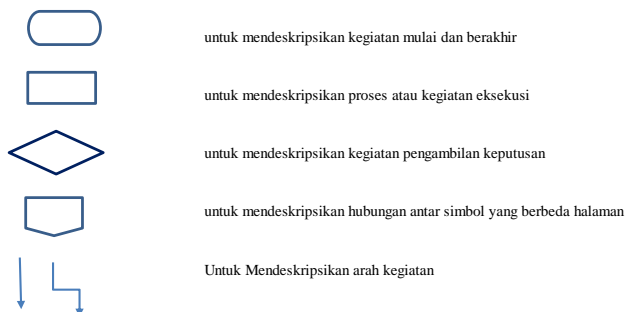 untuk mendeskripsikan kegiatan mulai dan berakhir
untuk mendeskripsikan proses atau kegiatan eksekusi
untuk mendeskripsikan kegiatan pengambilan keputusan
untuk mendeskripsikan hubungan antar simbol yang berbeda halaman
Untuk Mendeskripsikan arah kegiatan